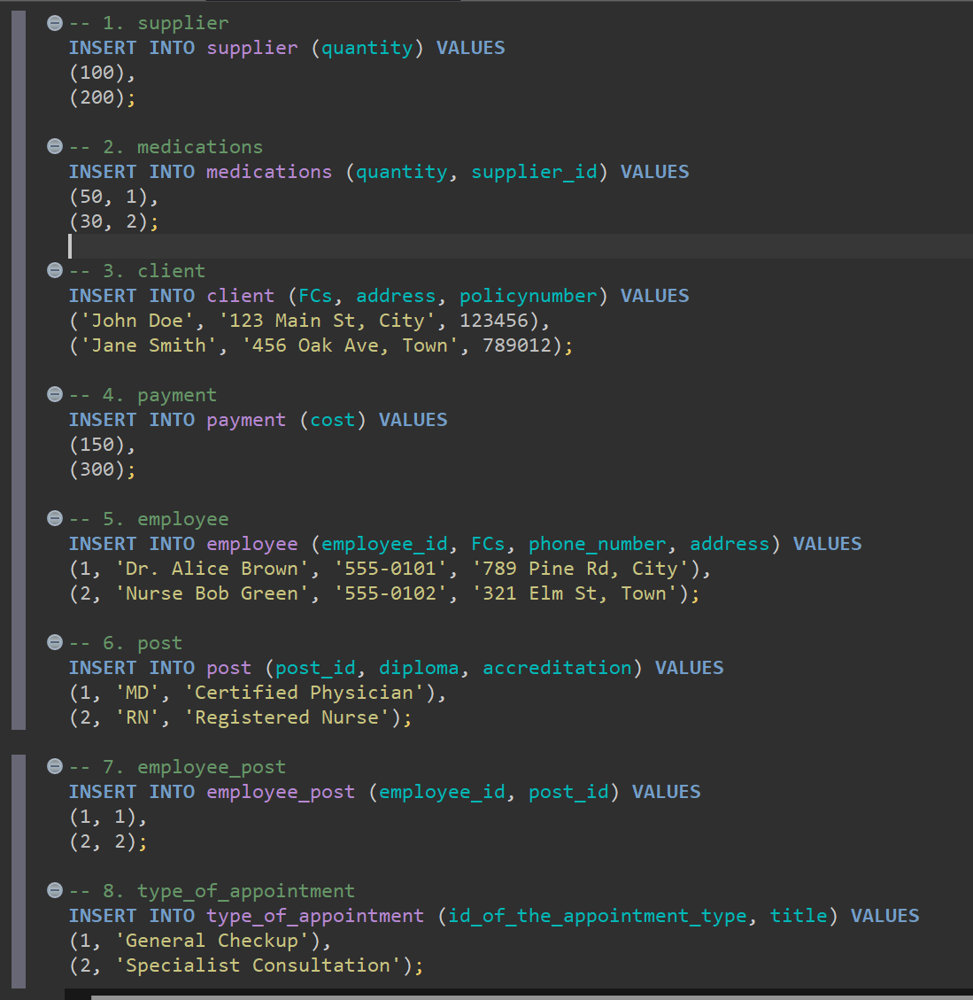 -- 1. supplier
INSERT INTO supplier (quantity) VALUES
(100),
(200);
-- 2. medications
INSERT INTO medications (quantity, supplier_id) VALUES
(50, 1),
(30, 2);
-- 3. client
INSERT INTO client (FCs, address, policynumber) VALUES
('John Doe', '123 Main St, City', 123456),
('Jane Smith', '456 Oak Ave, Town', 789012);
-- 4. payment
INSERT INTO payment (cost) VALUES
(150),
(300);
-- 5. employee
INSERT INTO employee (employee_id, FCs, phone_number, address) VALUES
(1, 'Dr. Alice Brown', '555-0101', '789 Pine Rd, City'),
(2, 'Nurse Bob Green', '555-0102', '321 Elm St, Town');
-- 6. post
INSERT INTO post (post_id, diploma, accreditation) VALUES
(1, 'MD', 'Certified Physician'),
(2, 'RN', 'Registered Nurse');
-- 7. employee_post
INSERT INTO employee_post (employee_id, post_id) VALUES
(1, 1),
(2, 2);
-- 8. type_of_appointment
INSERT INTO type_of_appointment (id_of_the_appointment_type, title) VALUES
(1, 'General Checkup'),
(2, 'Specialist Consultation');